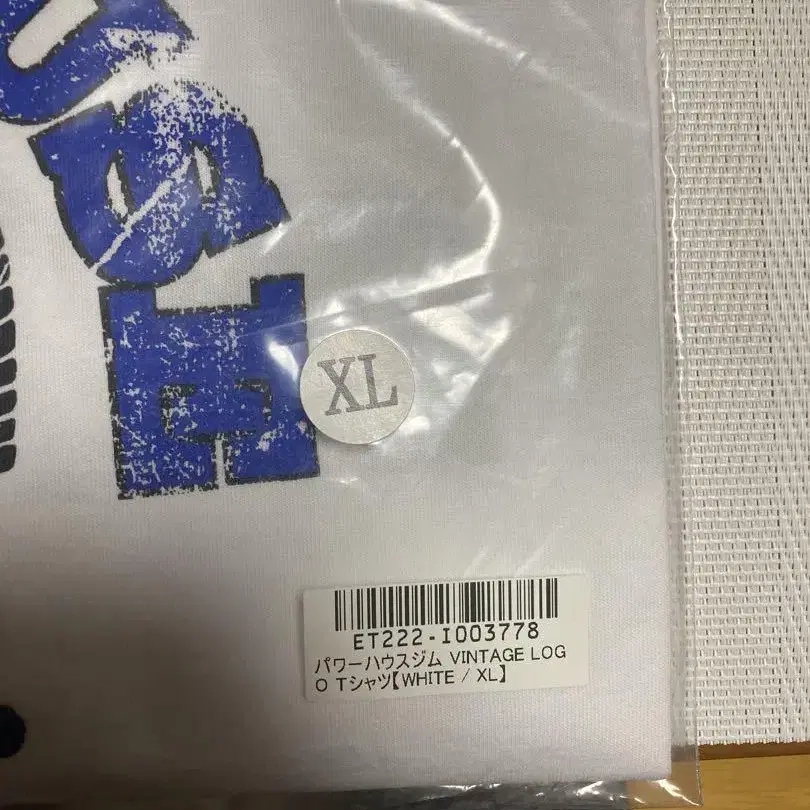 USE
XL
ET222-I003778
パワーハウスジム VINTAGE LOG
O Tシャツ【WHITE / XL】